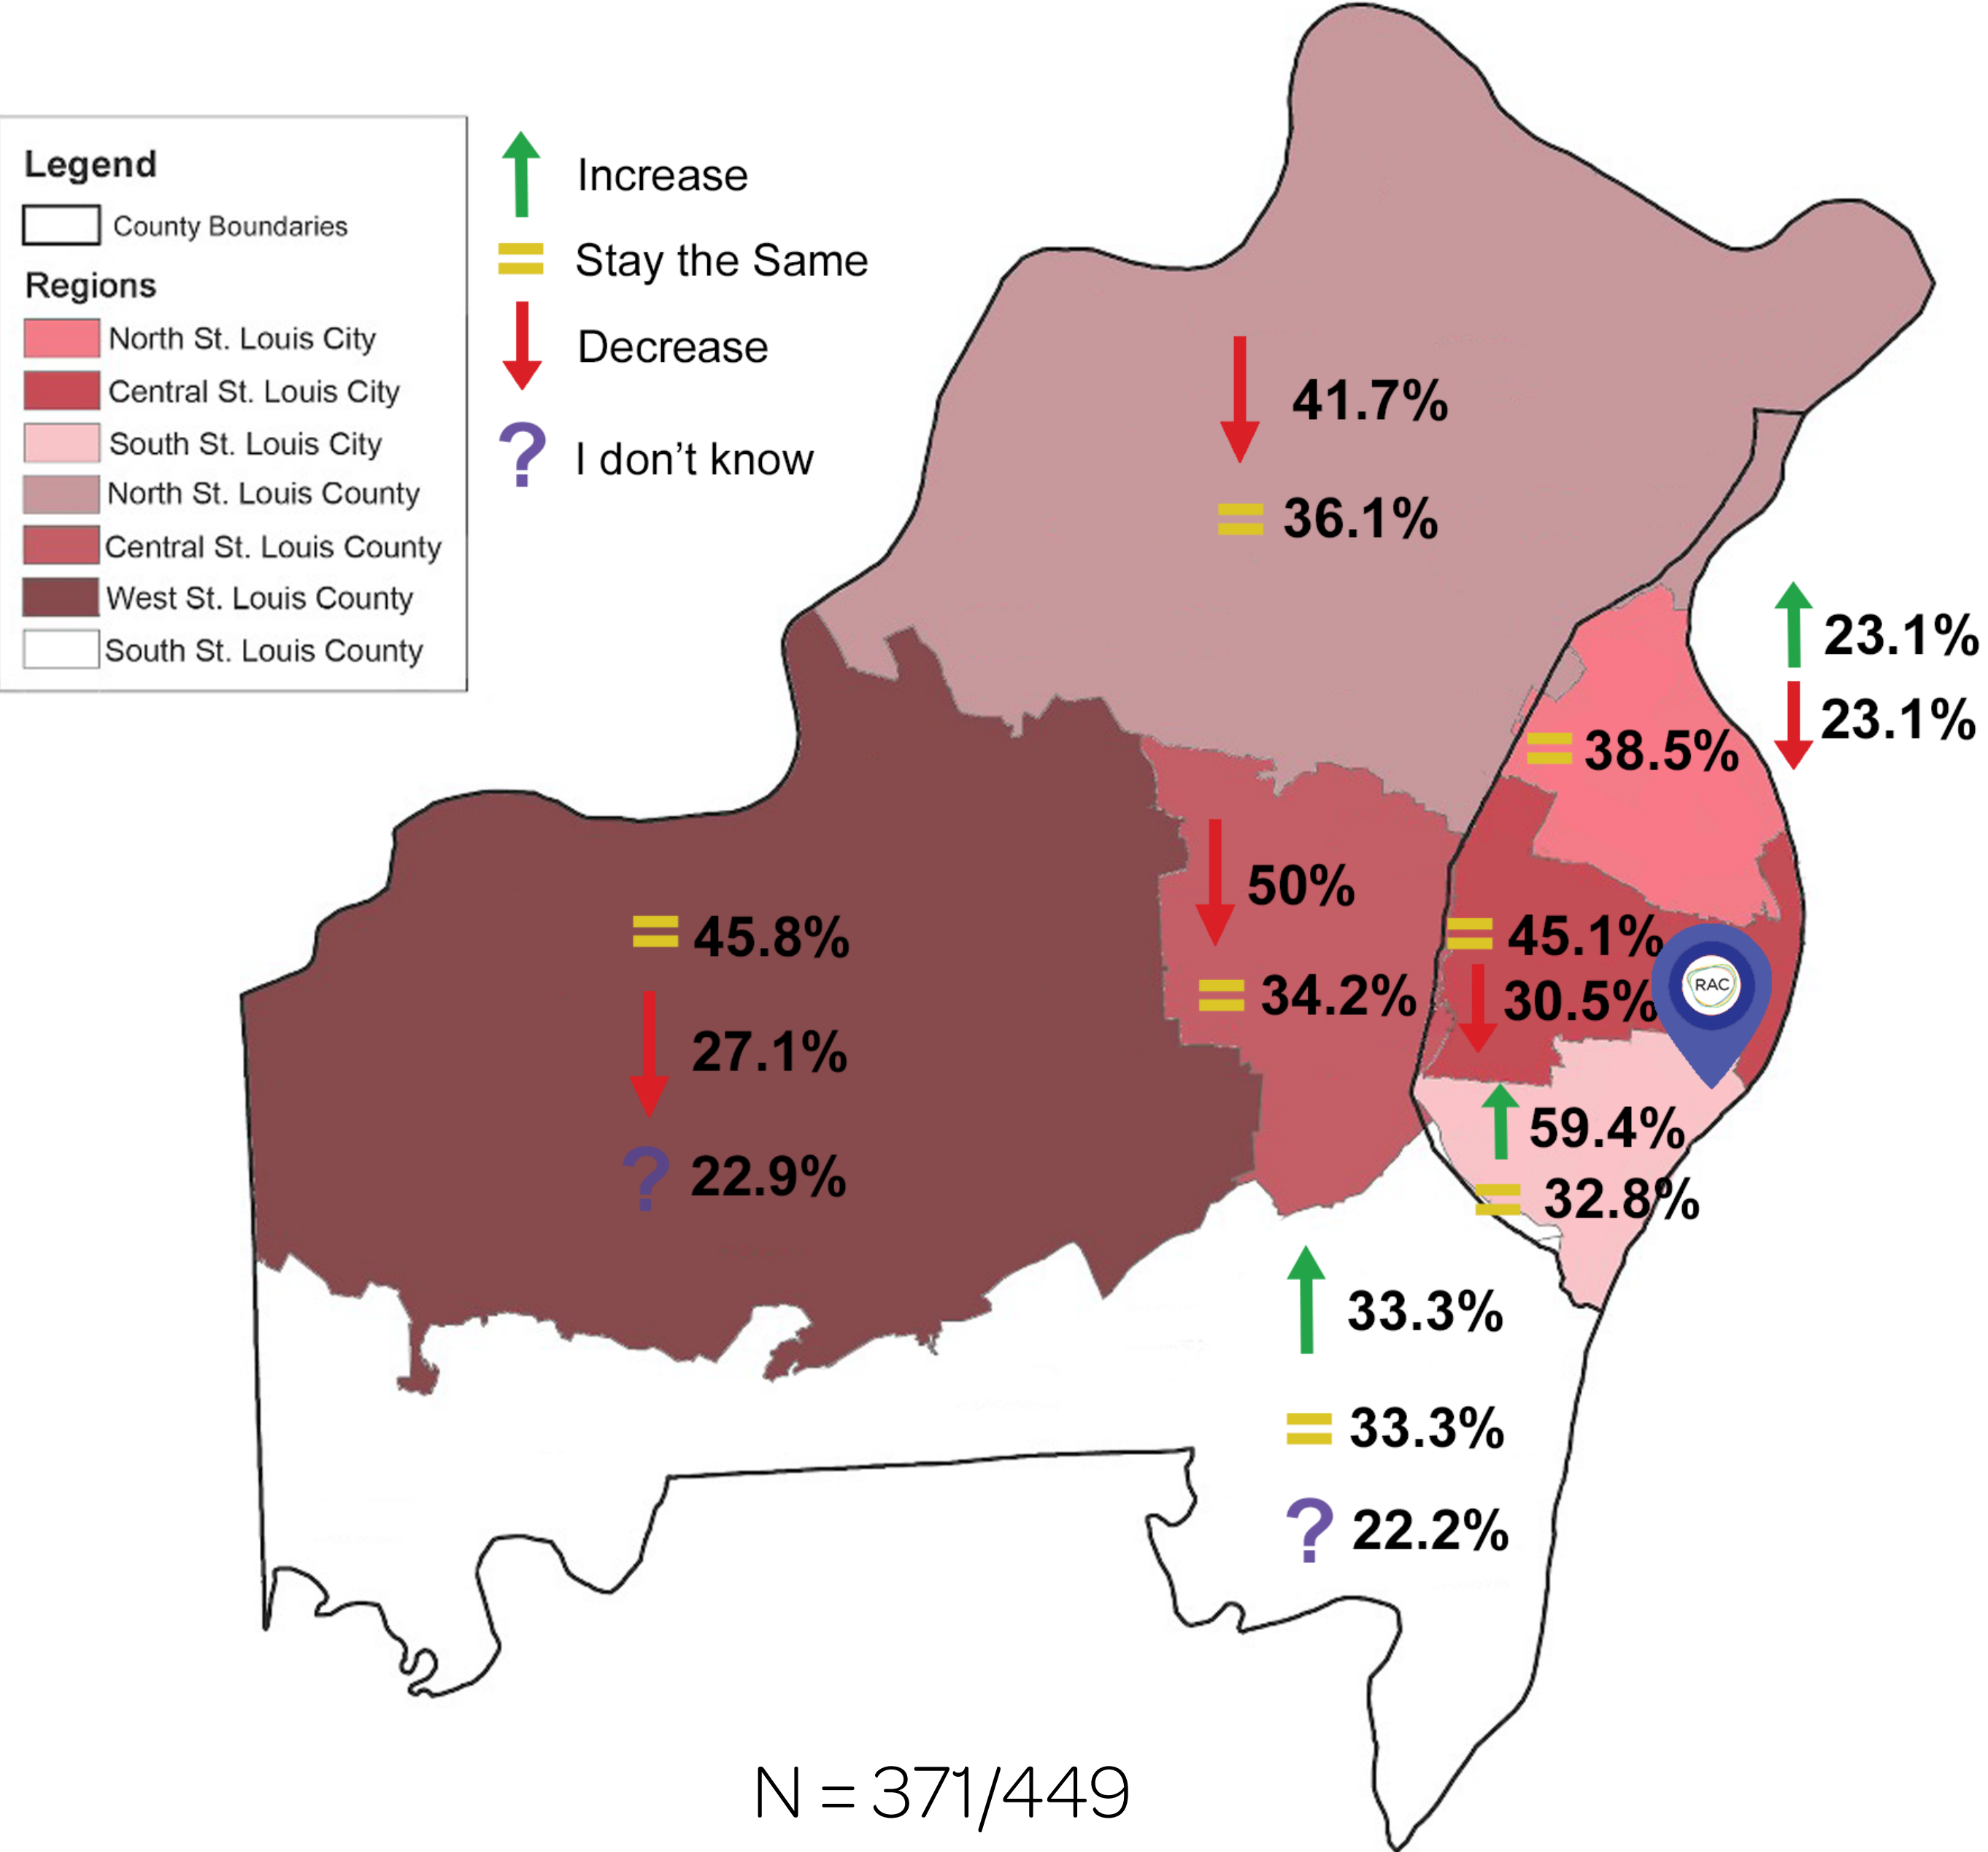 Legend
County Boundaries
Regions
North St. Louis City
Central St. Louis City
South St. Louis City
North St. Louis County
Central St. Louis County
West St. Louis County
South St. Louis County
Increase
= Stay the Same
Decrease
? I don’t know
41.7%
= 36.1%
23.1%
23.1%
= 38.5%
50%
= 34.2%
= 45.1%
30.5%
RAC
= 45.8%
27.1%
? 22.9%
59.4%
= 32.8%
33.3%
= 33.3%
? 22.2%
N = 371/449